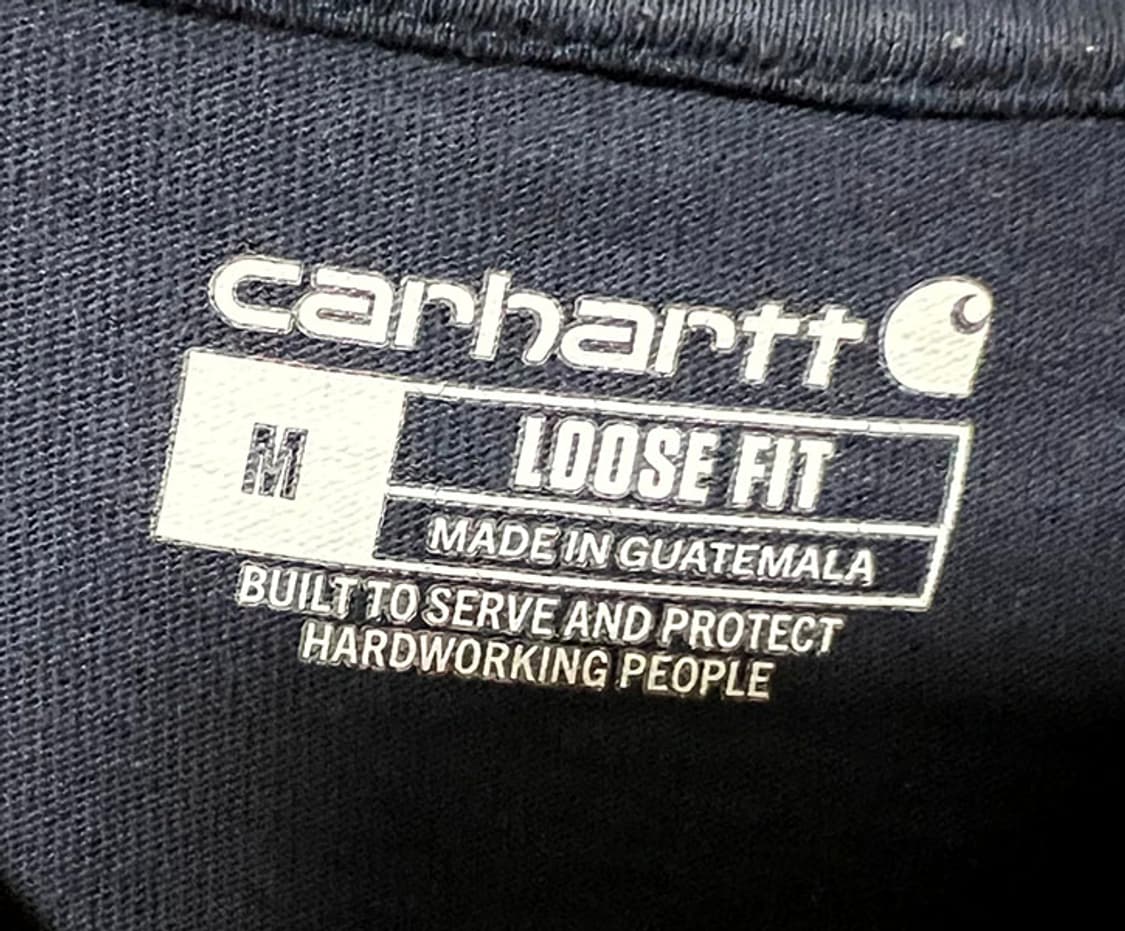 carhartt
M
LOOSE FIT
MADE IN GUATEMALA
BUILT TO SERVE AND PROTECT
HARDWORKING PEOPLE